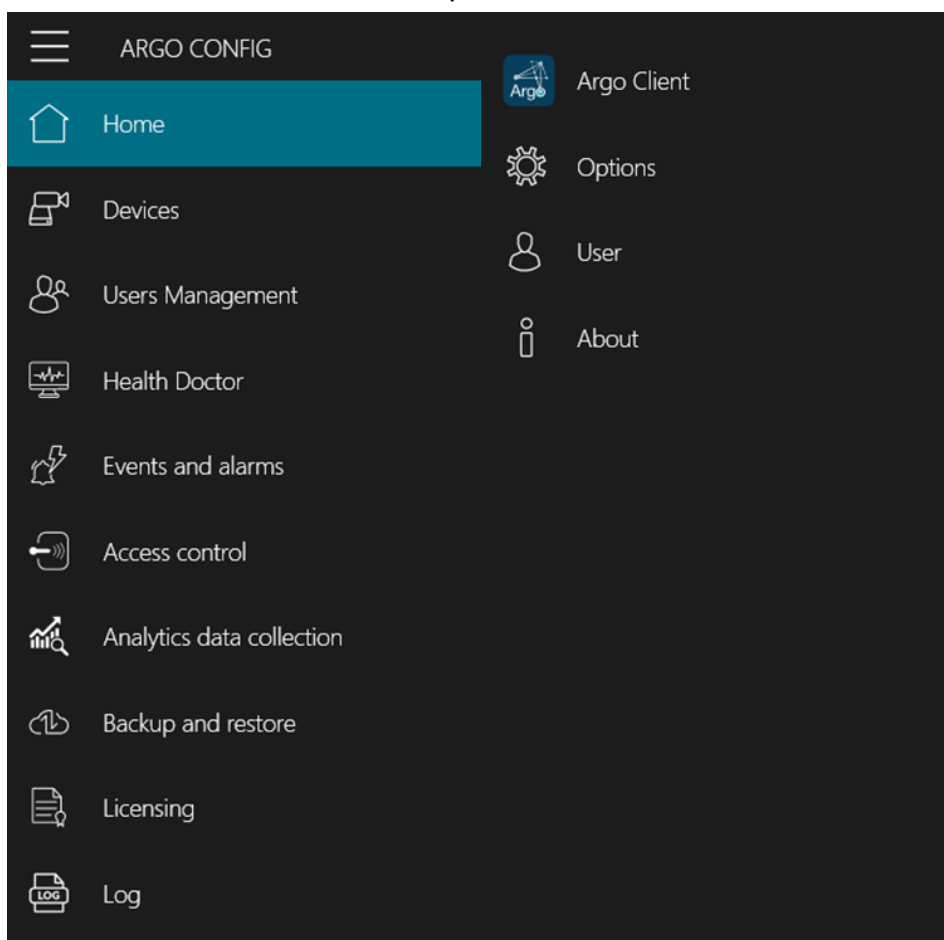 ARGO CONFIG
Home
Devices
Users Management
Health Doctor
Events and alarms
Access control
Analytics data collection
Backup and restore
Licensing
LOG
Log
Argo
Argo Client
Options
User
About